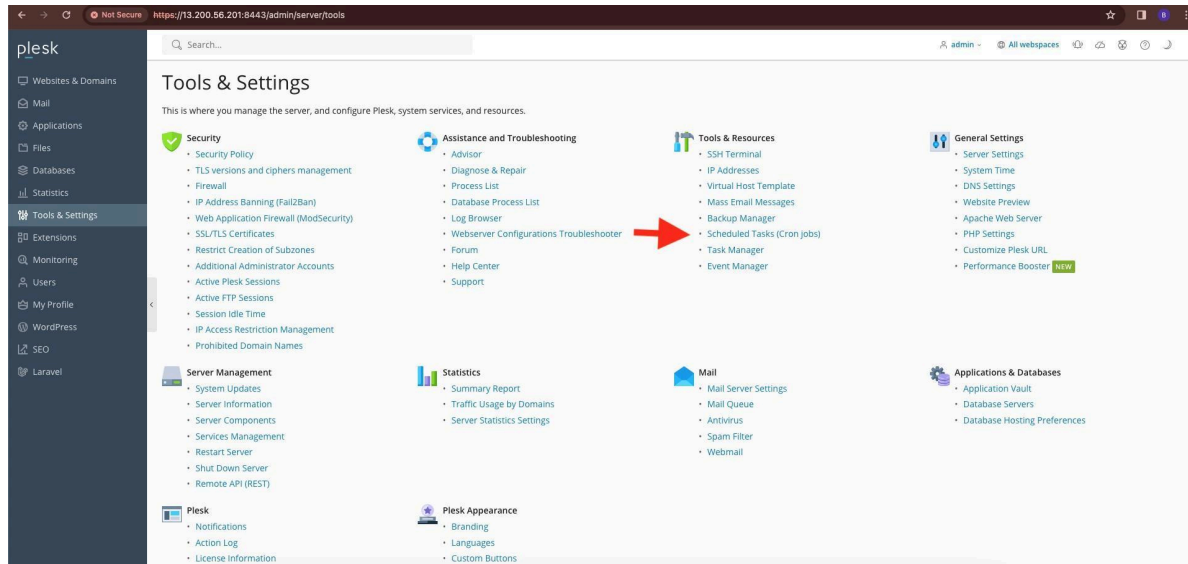 Not Secure https://13.200.56.201:8443/admin/server/tools
B
plesk
Search...
admin
All webspaces
Websites & Domains
Mail
Applications
Files
Databases
Statistics
Tools & Settings
Extensions
Monitoring
Users
My Profile
WordPress
SEO
Laravel
Tools & Settings
This is where you manage the server, and configure Plesk, system services, and resources.
Security
Security Policy
TLS versions and ciphers management
Firewall
IP Address Banning (Fail2Ban)
Web Application Firewall (ModSecurity)
SSL/TLS Certificates
Restrict Creation of Subzones
Additional Administrator Accounts
Active Plesk Sessions
Active FTP Sessions
Session Idle Time
IP Access Restriction Management
Prohibited Domain Names
Assistance and Troubleshooting
Advisor
Diagnose & Repair
Process List
Database Process List
Log Browser
Webserver Configurations Troubleshooter
Forum
Help Center
Support
Tools & Resources
SSH Terminal
IP Addresses
Virtual Host Template
Mass Email Messages
Backup Manager
Scheduled Tasks (Cron jobs)
Task Manager
Event Manager
General Settings
Server Settings
System Time
DNS Settings
Website Preview
Apache Web Server
PHP Settings
Customize Plesk URL
Performance Booster NEW
Server Management
System Updates
Server Information
Server Components
Services Management
Restart Server
Shut Down Server
Remote API (REST)
Statistics
Summary Report
Traffic Usage by Domains
Server Statistics Settings
Mail
Mail Server Settings
Mail Queue
Antivirus
Spam Filter
Webmail
Applications & Databases
Application Vault
Database Servers
Database Hosting Preferences
Plesk
Notifications
Action Log
License Information
Plesk Appearance
Branding
Languages
Custom Buttons